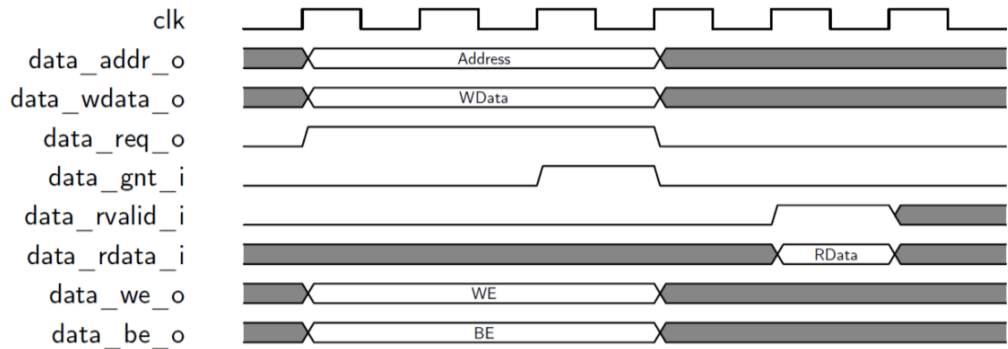 clk
data_addr_o Address
data_wdata_o WData
data_req_o
data_gnt_i
data_rvalid_i
data_rdata_i RData
data_we_o WE
data_be_o BE